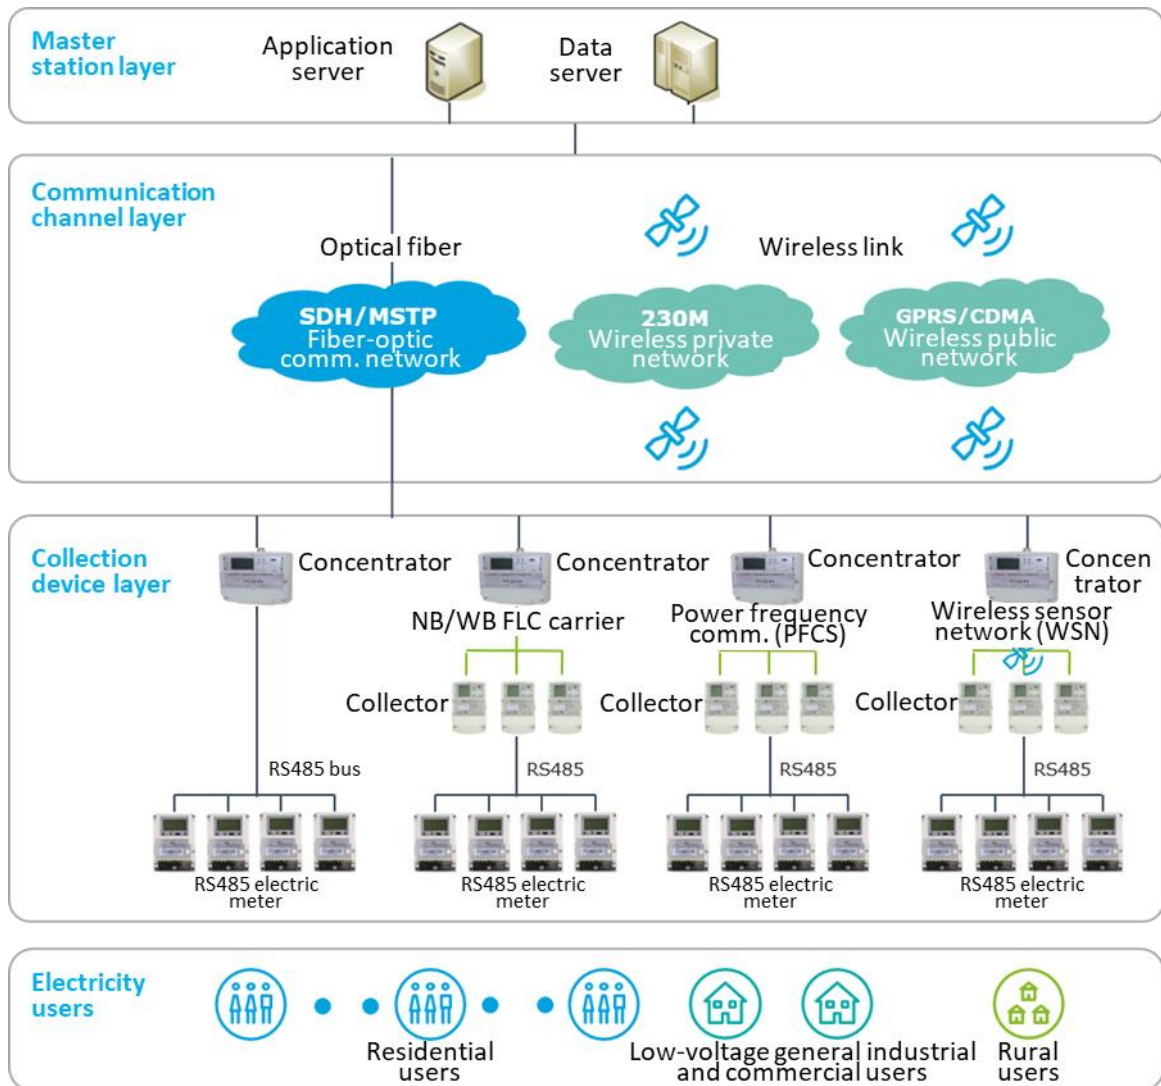 Master
station layer
Application
server
Data
server
Communication
channel layer
Optical fiber
Wireless link
SDH/MSTP
Fiber-optic
comm. network
230M
Wireless private
network
GPRS/CDMA
Wireless public
network
Collection
device layer
Concentrator
Concentrator
Concentrator
Concen
trator
NB/WB FLC carrier
Power frequency
comm. (PFCS)
Wireless sensor
network (WSN)
Collector
Collector
Collector
RS485 bus
RS485
RS485
RS485
RS485 electric
meter
RS485 electric
meter
RS485 electric
meter
RS485 electric
meter
Electricity
users
Residential
users
Low-voltage general industrial
and commercial users
Rural
users